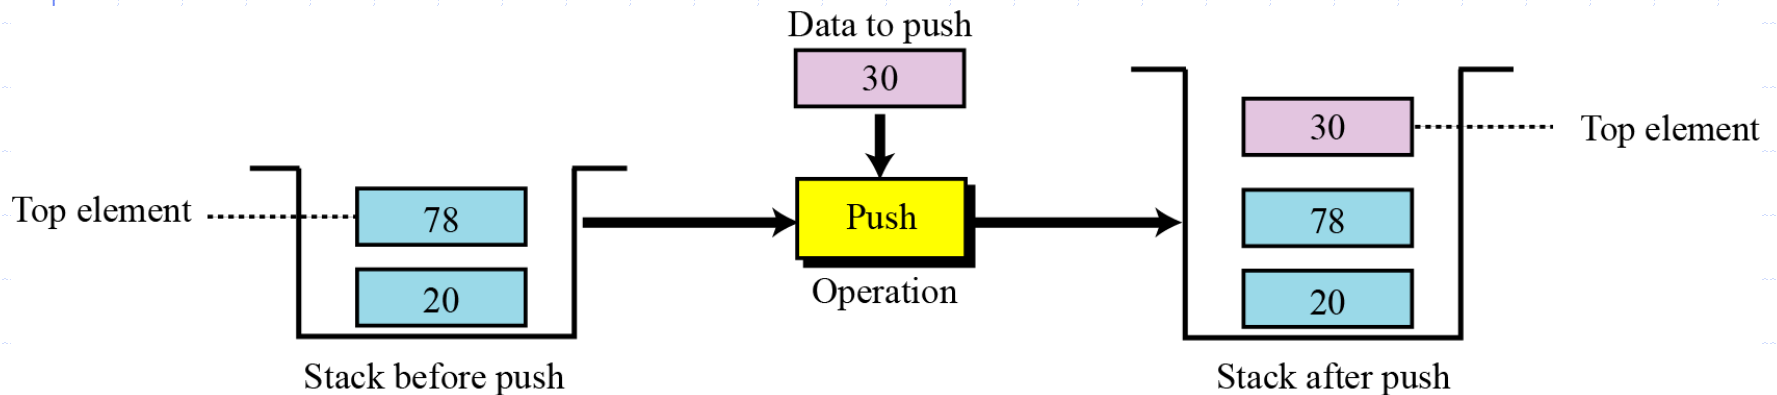 Data to push
30
Top element
78
20
Stack before push
Push
Operation
30
Top element
78
20
Stack after push